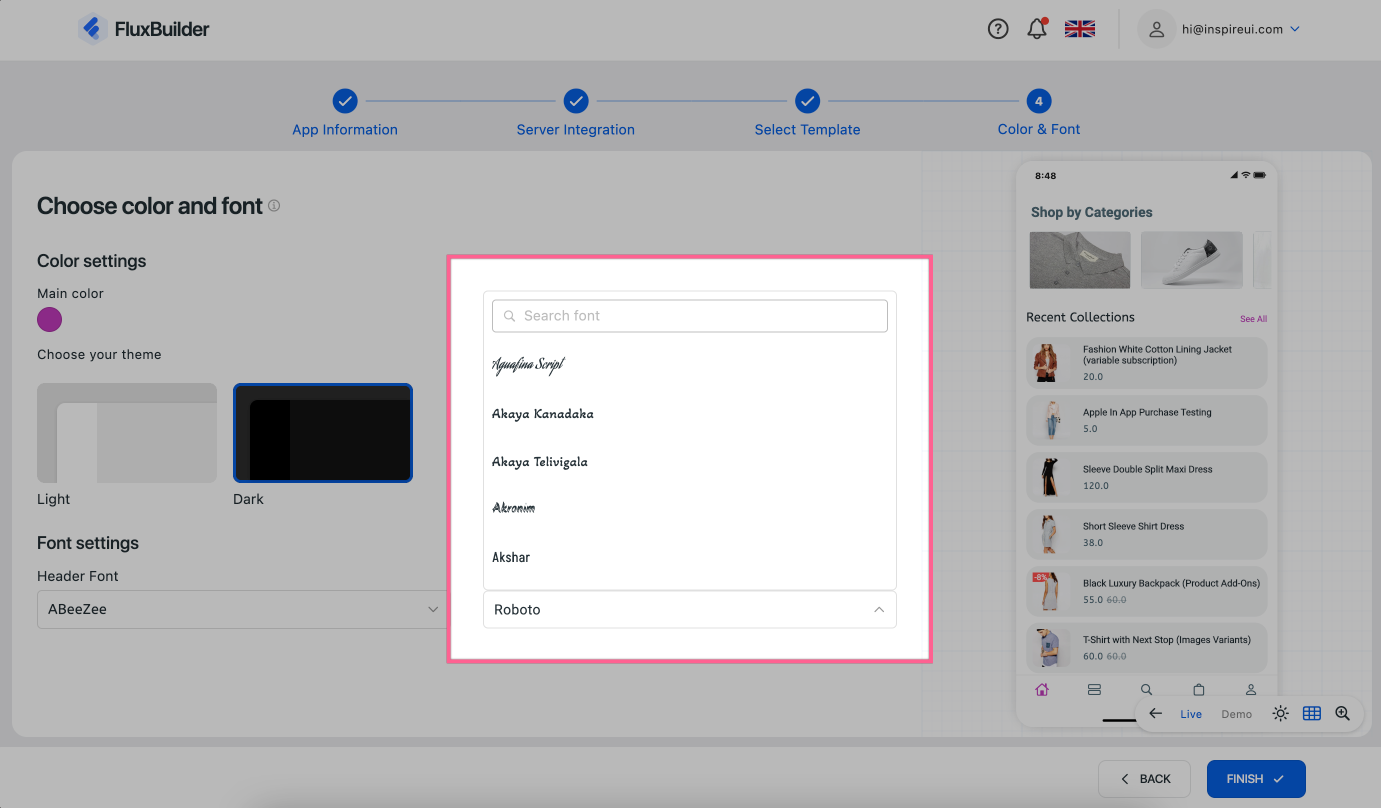 FluxBuilder
hi@inspireui.com
4
App Information
Server Integration
Select Template
Color & Font
Choose color and font
Color settings
Main color
Choose your theme
Light
Dark
Font settings
Header Font
ABeeZee
Search font
Aguafina Script
Akaya Kanadaka
Akaya Telivigala
Akronim
Akshar
Roboto
8:48
Shop by Categories
Recent Collections
See All
Fashion White Cotton Lining Jacket
(variable subscription)
20.0
Apple In App Purchase Testing
5.0
Sleeve Double Split Maxi Dress
120.0
Short Sleeve Shirt Dress
38.0
-8%
Black Luxury Backpack (Product Add-Ons)
55.0 60.0
T-Shirt with Next Stop (Images Variants)
60.0 60.0
Live
Demo
BACK
FINISH